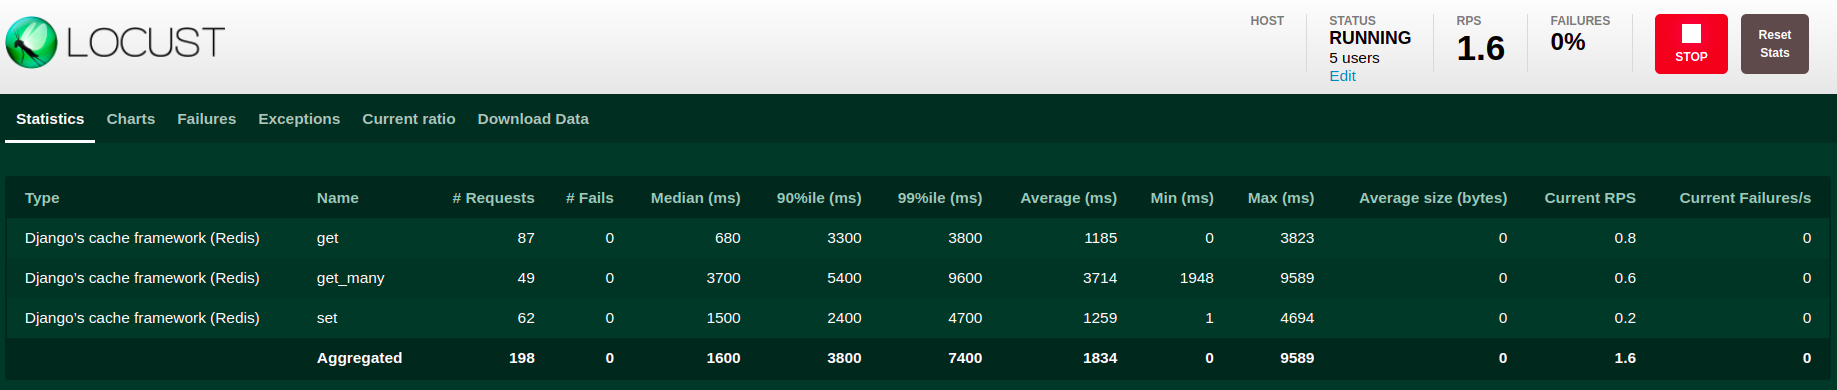 LOCUST
HOST
STATUS
RUNNING
5 users
Edit
RPS
1.6
FAILURES
0%
STOP
Reset
Stats
Statistics Charts Failures Exceptions Current ratio Download Data
Type Name # Requests # Fails Median (ms) 90%ile (ms) 99%ile (ms) Average (ms) Min (ms) Max (ms) Average size (bytes) Current RPS Current Failures/s
Django's cache framework (Redis) get 87 0 680 3300 3800 1185 0 3823 0 0.8 0
Django's cache framework (Redis) get_many 49 0 3700 5400 9600 3714 1948 9589 0 0.6 0
Django's cache framework (Redis) set 62 0 1500 2400 4700 1259 1 4694 0 0.2 0
Aggregated 198 0 1600 3800 7400 1834 0 9589 0 1.6 0